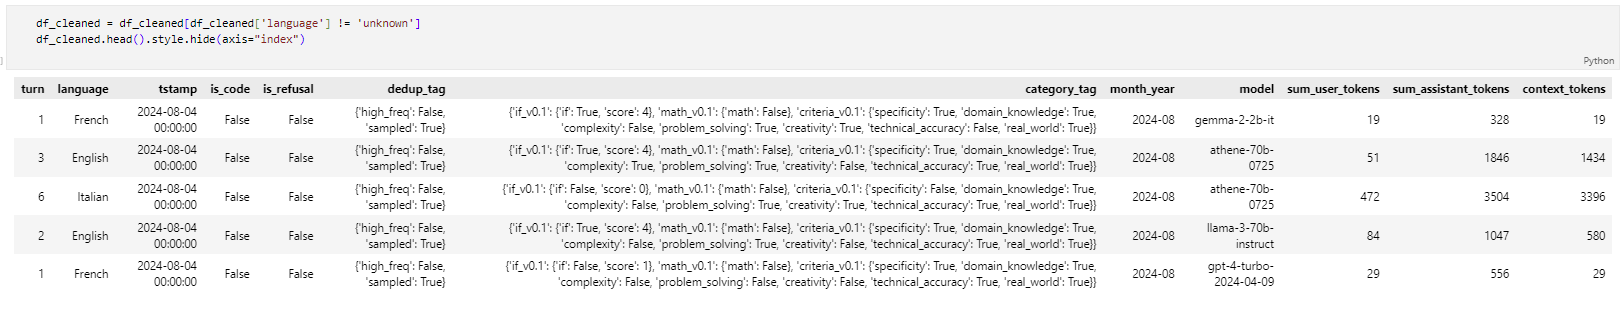 df_cleaned = df_cleaned[df_cleaned['language'] != 'unknown']
df_cleaned.head().style.hide(axis="index")
Python
turn language tstamp is_code is_refusal dedup_tag category_tag month_year model sum_user_tokens sum_assistant_tokens context_tokens
1 French 2024-08-04 00:00:00 False False {'high_freq': False, 'sampled': True} {'if_v0.1': {'if': True, 'score': 4}, 'math_v0.1': {'math': False}, 'criteria_v0.1': {'specificity': True, 'domain_knowledge': True, 'complexity': False, 'problem_solving': True, 'creativity': True, 'technical_accuracy': False, 'real_world': True}} 2024-08 gemma-2-2b-it 19 328 19
3 English 2024-08-04 00:00:00 False False {'high_freq': False, 'sampled': True} {'if_v0.1': {'if': True, 'score': 4}, 'math_v0.1': {'math': False}, 'criteria_v0.1': {'specificity': True, 'domain_knowledge': True, 'complexity': True, 'problem_solving': True, 'creativity': False, 'technical_accuracy': True, 'real_world': True}} 2024-08 athene-70b-0725 51 1846 1434
6 Italian 2024-08-04 00:00:00 False False {'high_freq': False, 'sampled': True} {'if_v0.1': {'if': False, 'score': 0}, 'math_v0.1': {'math': False}, 'criteria_v0.1': {'specificity': False, 'domain_knowledge': True, 'complexity': False, 'problem_solving': True, 'creativity': True, 'technical_accuracy': True, 'real_world': True}} 2024-08 athene-70b-0725 472 3504 3396
2 English 2024-08-04 00:00:00 False False {'high_freq': False, 'sampled': True} {'if_v0.1': {'if': True, 'score': 4}, 'math_v0.1': {'math': False}, 'criteria_v0.1': {'specificity': True, 'domain_knowledge': True, 'complexity': False, 'problem_solving': True, 'creativity': False, 'technical_accuracy': True, 'real_world': True}} 2024-08 llama-3-70b-instruct 84 1047 580
1 French 2024-08-04 00:00:00 False False {'high_freq': False, 'sampled': True} {'if_v0.1': {'if': False, 'score': 1}, 'math_v0.1': {'math': False}, 'criteria_v0.1': {'specificity': True, 'domain_knowledge': True, 'complexity': False, 'problem_solving': False, 'creativity': False, 'technical_accuracy': True, 'real_world': True}} 2024-08 gpt-4-turbo-2024-04-09 29 556 29